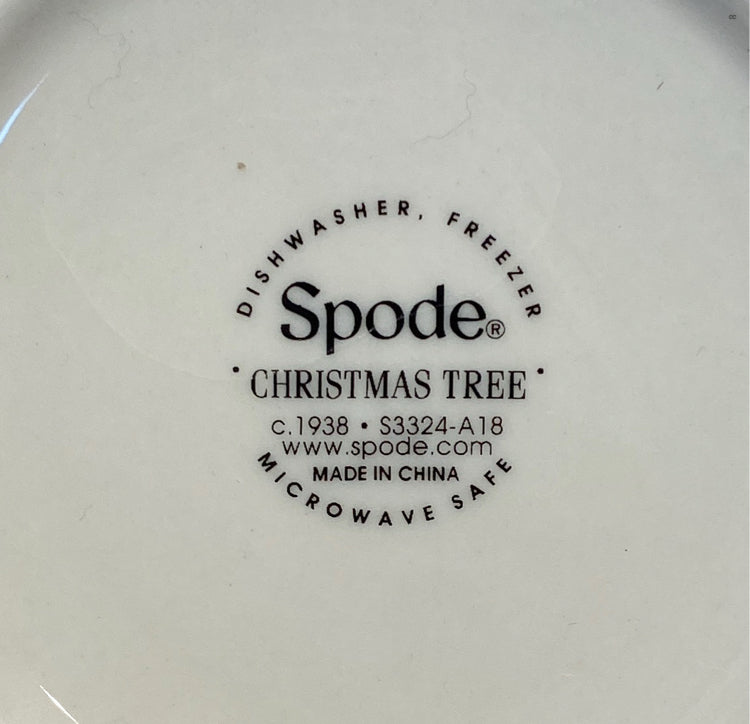 DISHWASHER, FREEZER
Spode®
· CHRISTMAS TREE ·
c.1938 • S3324-A18
www.spode.com
MADE IN CHINA
MICROWAVE SAFE